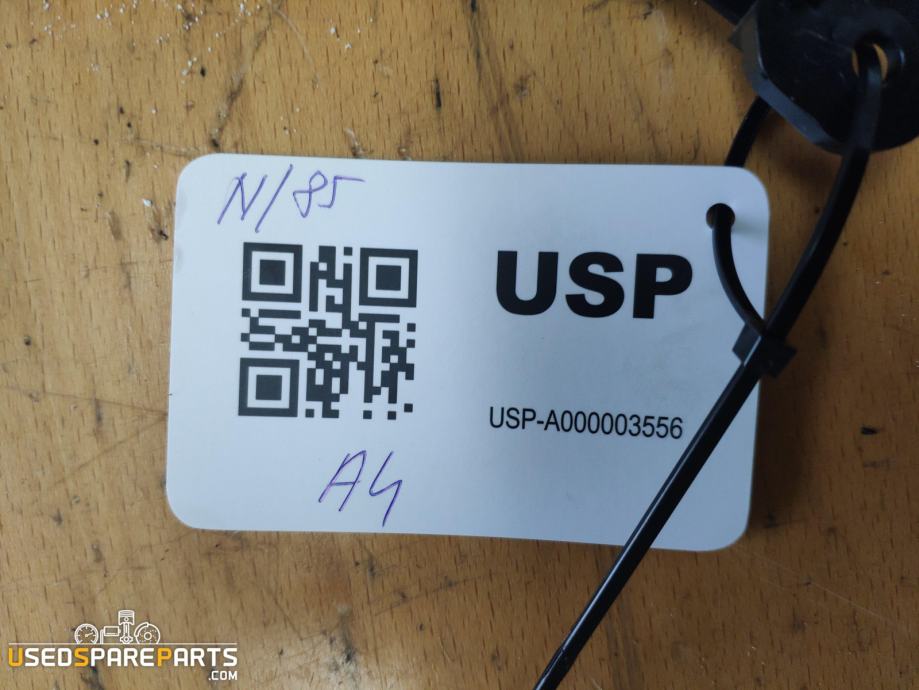 N/85
USP
USP-A000003556
A4
USEDSPAREPARTS
.COM